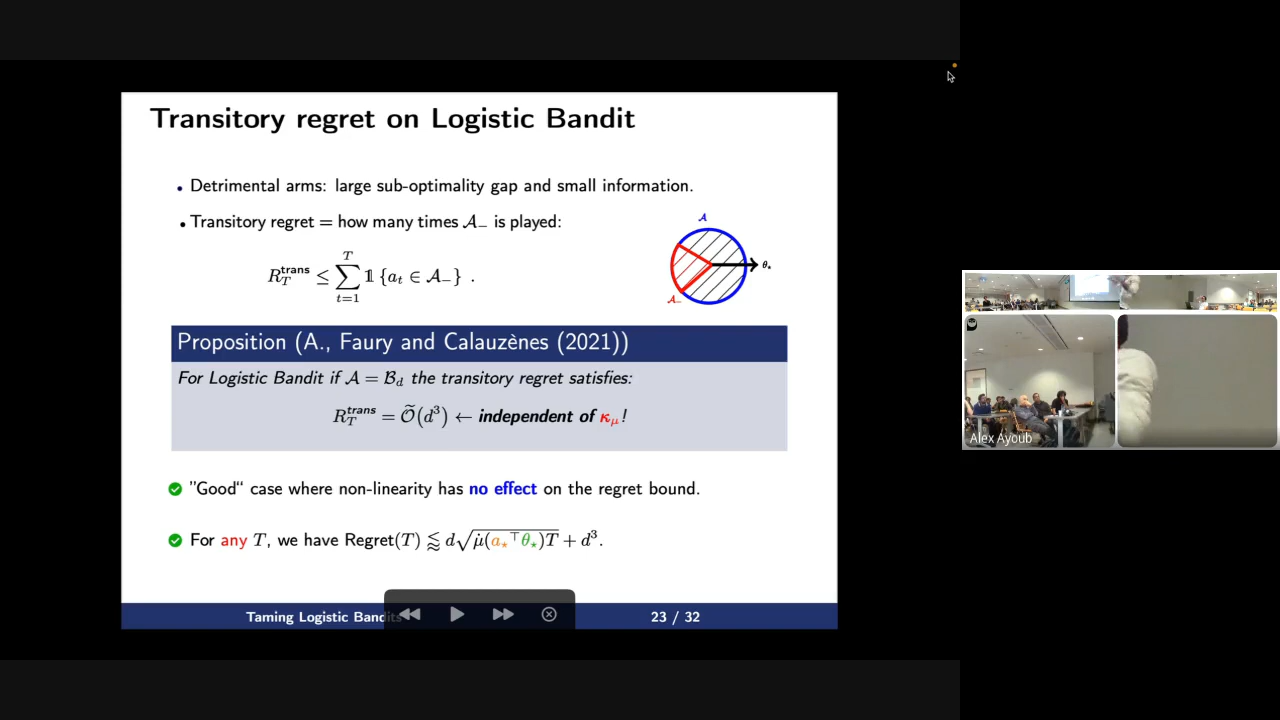 Transitory regret on Logistic Bandit
• Detrimental arms: large sub-optimality gap and small information.
• Transitory regret = how many times 𝒜₋ is played:
𝒜
R_T^trans ≤ ∑_{t=1}^{T} 𝟙 {a_t ∈ 𝒜₋} .
θ⋆
𝒜₋
Proposition (A., Faury and Calauzènes (2021))
For Logistic Bandit if 𝒜 = ℬ_d the transitory regret satisfies:
R_T^trans = Õ(d³) ← independent of κ_μ!
"Good“ case where non-linearity has no effect on the regret bound.
For any T, we have Regret(T) ⪅ d√(μ̇(a⋆^⊤θ⋆)T) + d³.
Taming Logistic Bandits
23 / 32
Alex Ayoub